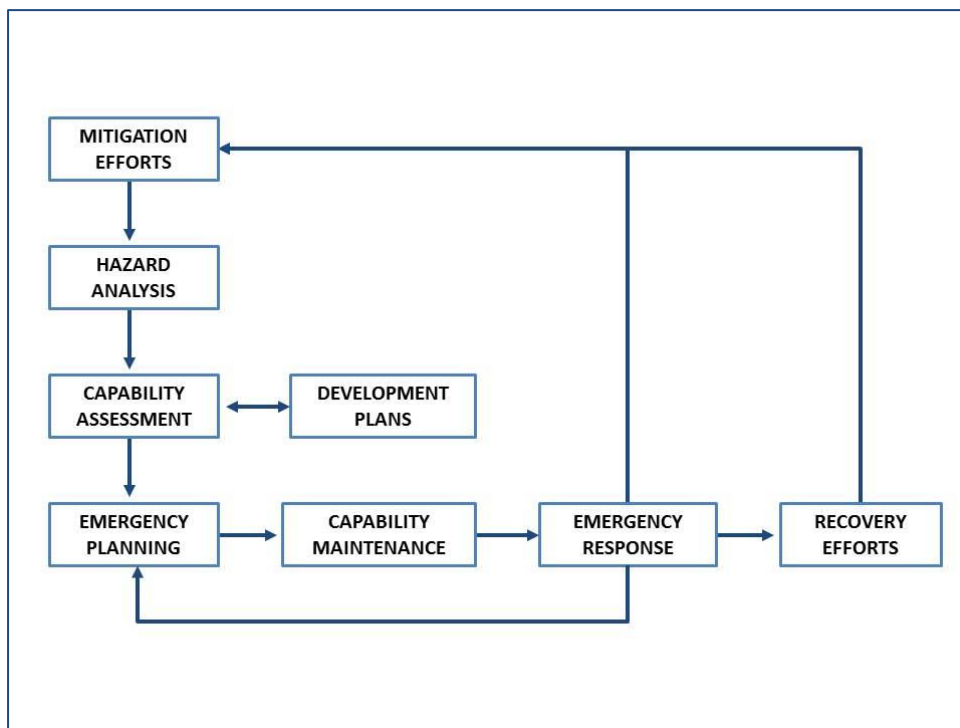 MITIGATION
EFFORTS
HAZARD
ANALYSIS
CAPABILITY
ASSESSMENT
DEVELOPMENT
PLANS
EMERGENCY
PLANNING
CAPABILITY
MAINTENANCE
EMERGENCY
RESPONSE
RECOVERY
EFFORTS